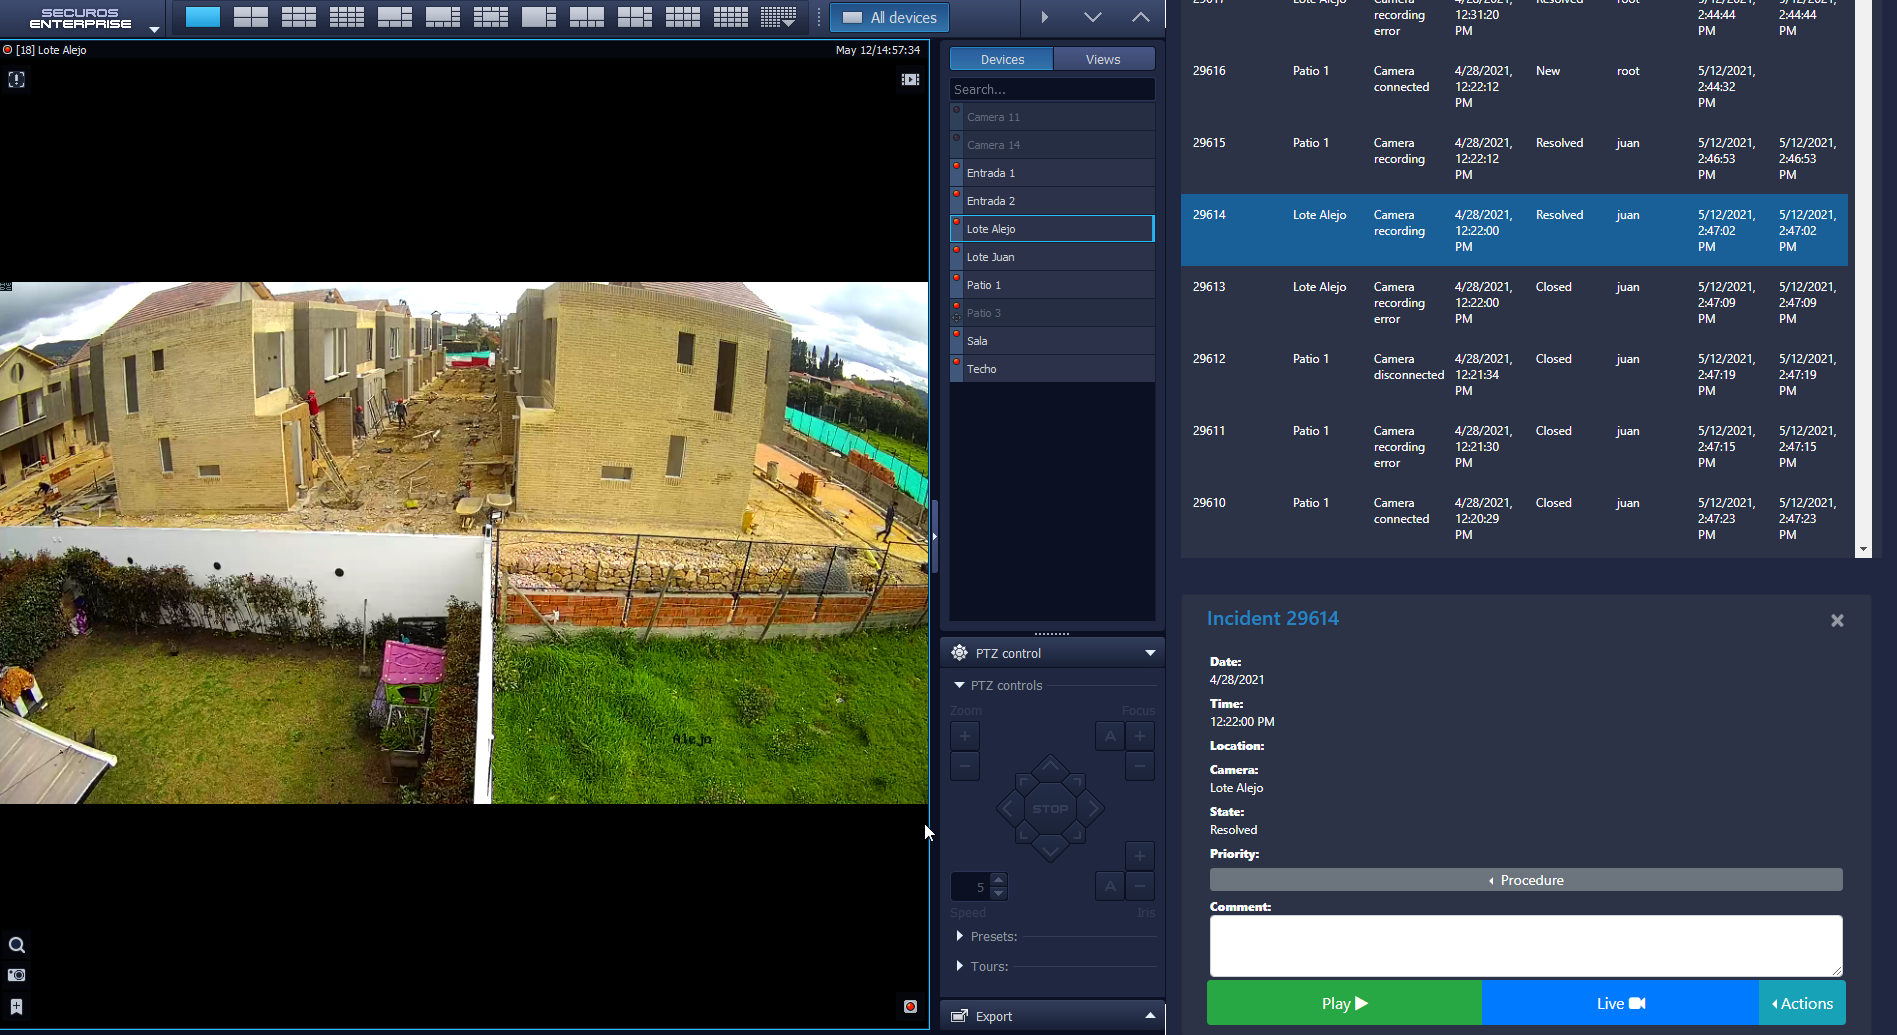 SECUROS
ENTERPRISE
All devices
[18] Lote Alejo
May 12/14:57:34
Alejo
Devices
Views
Search...
Camera 11
Camera 14
Entrada 1
Entrada 2
Lote Alejo
Lote Juan
Patio 1
Patio 3
Sala
Techo
PTZ control
PTZ controls
Zoom
Focus
+
A
+
−
−
STOP
+
5
A
−
Speed
Iris
Presets:
Tours:
Export
29617 Lote Alejo Camera 4/28/2021, Resolved root 5/12/2021, 5/12/2021,
recording 12:31:20 2:44:44 2:44:44
error PM PM PM
29616 Patio 1 Camera 4/28/2021, New root 5/12/2021,
connected 12:22:12 2:44:32
PM PM
29615 Patio 1 Camera 4/28/2021, Resolved juan 5/12/2021, 5/12/2021,
recording 12:22:12 2:46:53 2:46:53
PM PM PM
29614 Lote Alejo Camera 4/28/2021, Resolved juan 5/12/2021, 5/12/2021,
recording 12:22:00 2:47:02 2:47:02
PM PM PM
29613 Lote Alejo Camera 4/28/2021, Closed juan 5/12/2021, 5/12/2021,
recording 12:22:00 2:47:09 2:47:09
error PM PM PM
29612 Patio 1 Camera 4/28/2021, Closed juan 5/12/2021, 5/12/2021,
disconnected 12:21:34 2:47:19 2:47:19
PM PM PM
29611 Patio 1 Camera 4/28/2021, Closed juan 5/12/2021, 5/12/2021,
recording 12:21:30 2:47:15 2:47:15
error PM PM PM
29610 Patio 1 Camera 4/28/2021, Closed juan 5/12/2021, 5/12/2021,
connected 12:20:29 2:47:23 2:47:23
PM PM PM
Incident 29614
Date:
4/28/2021
Time:
12:22:00 PM
Location:
Camera:
Lote Alejo
State:
Resolved
Priority:
Procedure
Comment:
Play
Live
Actions